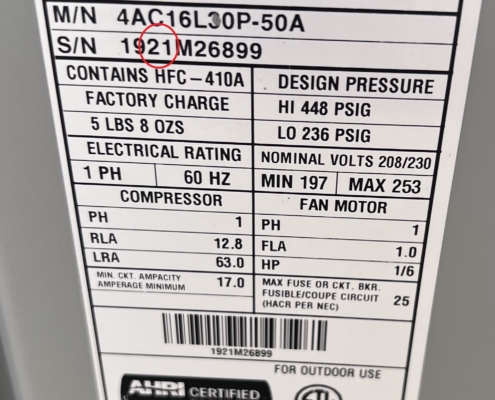 M/N 4AC16L30P-50A
S/N 1921M26899
CONTAINS HFC-410A
FACTORY CHARGE
5 LBS 8 OZS
DESIGN PRESSURE
HI 448 PSIG
LO 236 PSIG
ELECTRICAL RATING
NOMINAL VOLTS 208/230
1 PH 60 HZ MIN 197 MAX 253
COMPRESSOR
PH 1
RLA 12.8
LRA 63.0
MIN. CKT. AMPACITY
AMPERAGE MINIMUM 17.0
FAN MOTOR
PH 1
FLA 1.0
HP 1/6
MAX FUSE OR CKT. BKR.
FUSIBLE/COUPE CIRCUIT
(HACR PER NEC) 25
1921M26899
FOR OUTDOOR USE
AHRI CERTIFIED